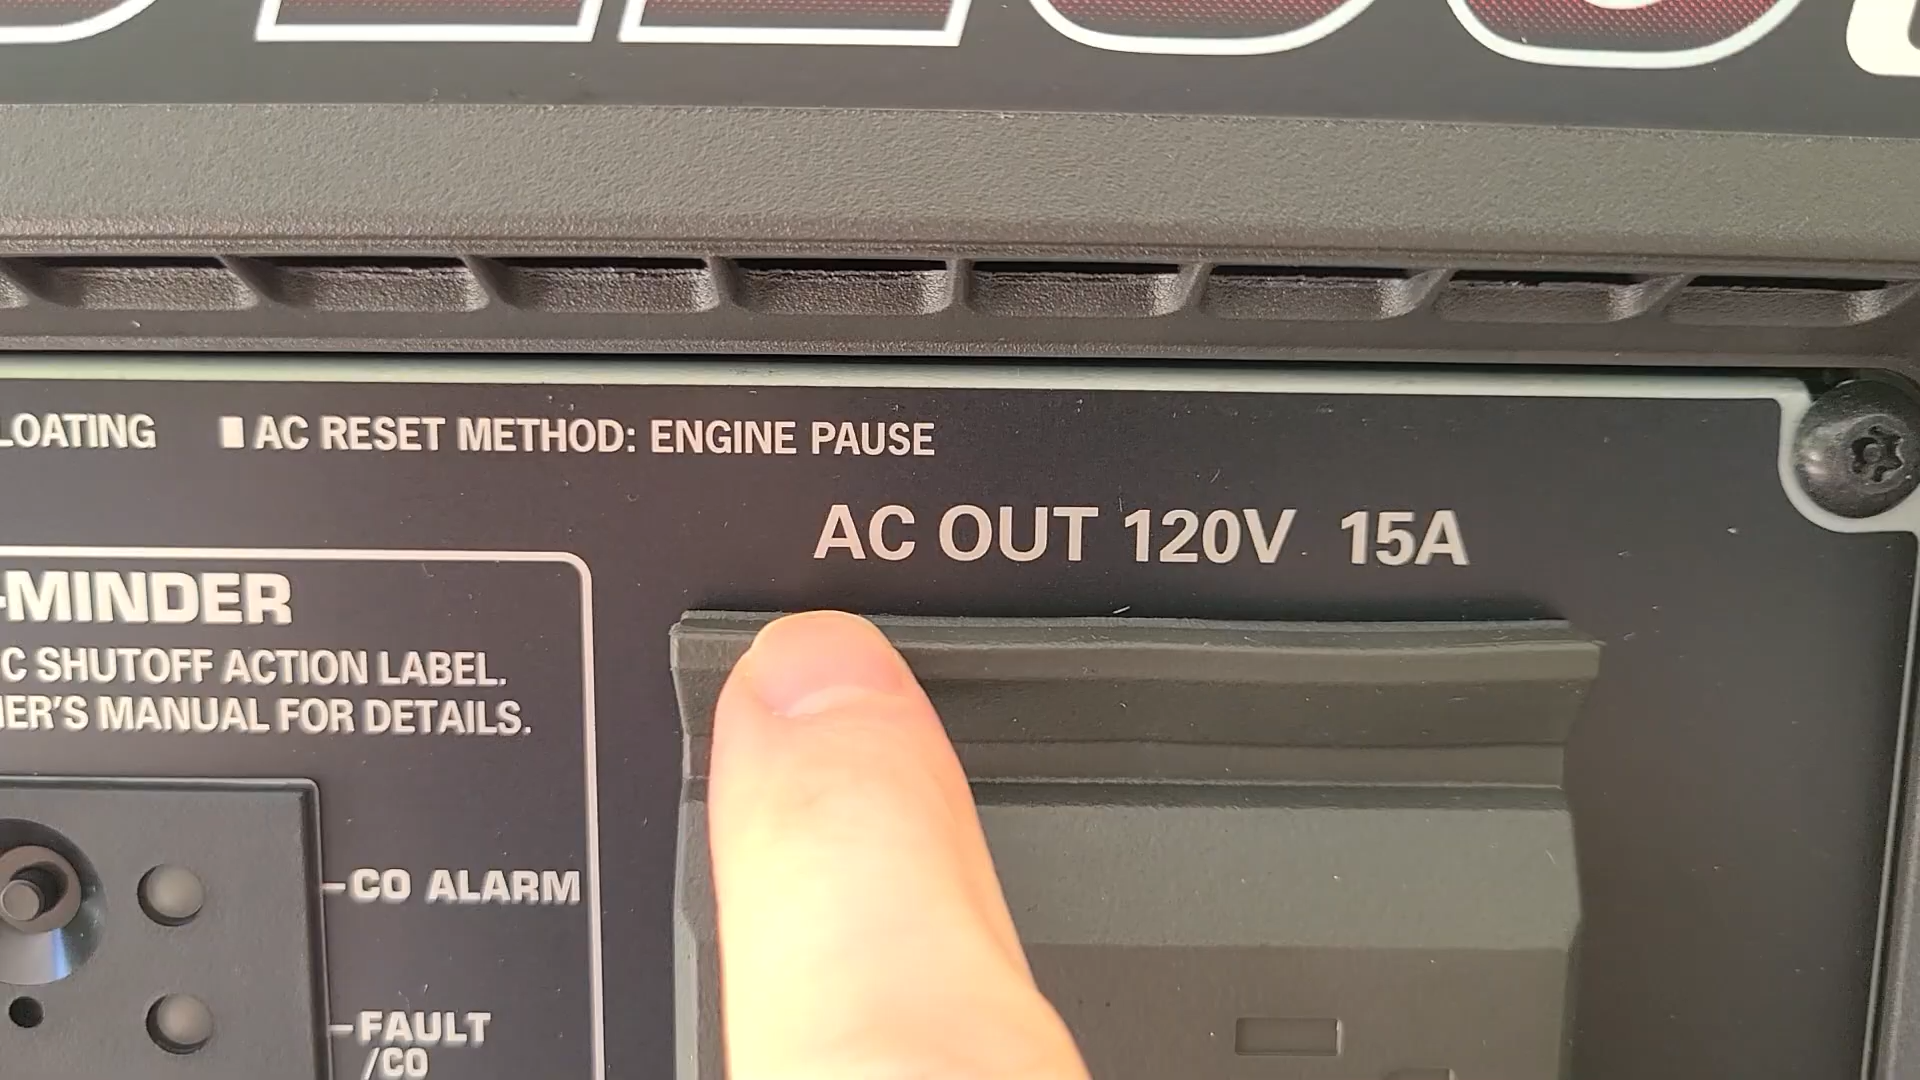 LOATING ■ AC RESET METHOD: ENGINE PAUSE
AC OUT 120V 15A
-MINDER
C SHUTOFF ACTION LABEL.
ER'S MANUAL FOR DETAILS.
CO ALARM
FAULT
/CO